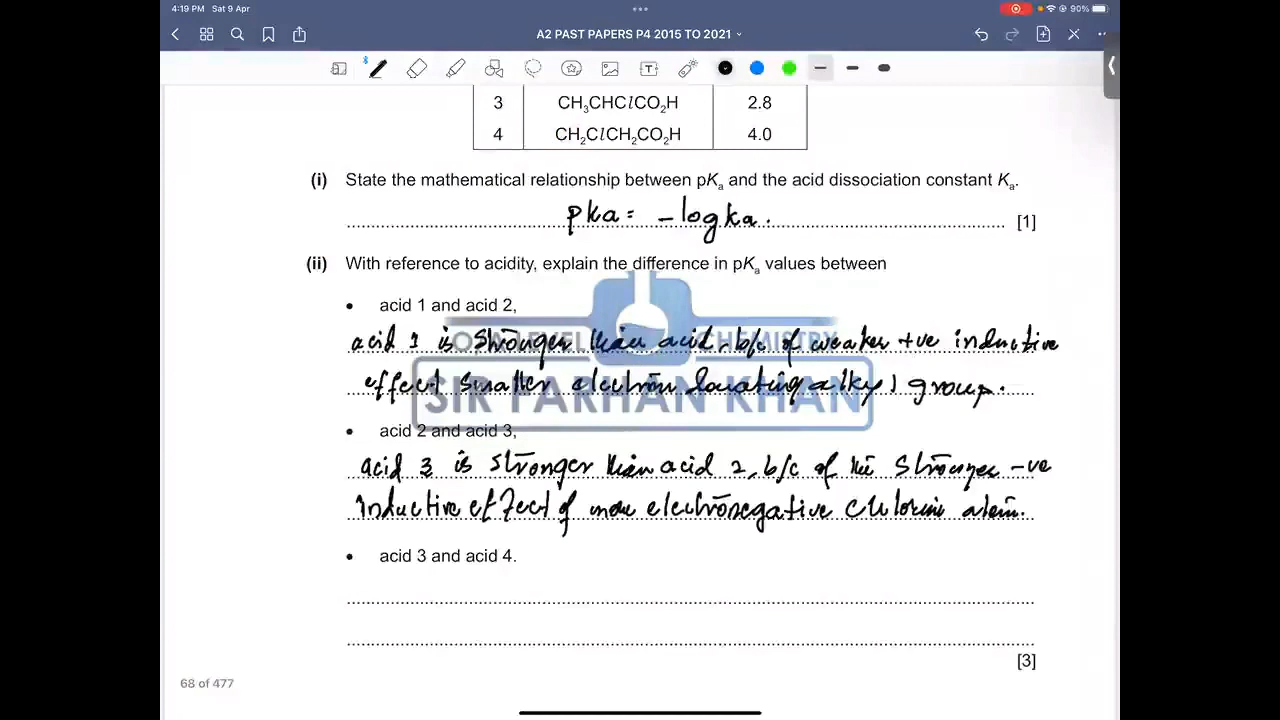 4:19 PM Sat 9 Apr
90%
A2 PAST PAPERS P4 2015 TO 2021
3 CH₃CHClCO₂H 2.8
4 CH₂ClCH₂CO₂H 4.0
(i) State the mathematical relationship between pKₐ and the acid dissociation constant Kₐ.
pka = -log ka. [1]
(ii) With reference to acidity, explain the difference in pKₐ values between
• acid 1 and acid 2,
acid 1 is stronger than acid, b/c of weaker +ve inductive
effect smaller electron donating alkyl group.
O/A LEVEL CHEMISTRY
SIR FARHAN KHAN
• acid 2 and acid 3,
acid 3 is stronger than acid 2, b/c of the stronger -ve
inductive effect of more electronegative chlorine atom.
• acid 3 and acid 4.
[3]
68 of 477